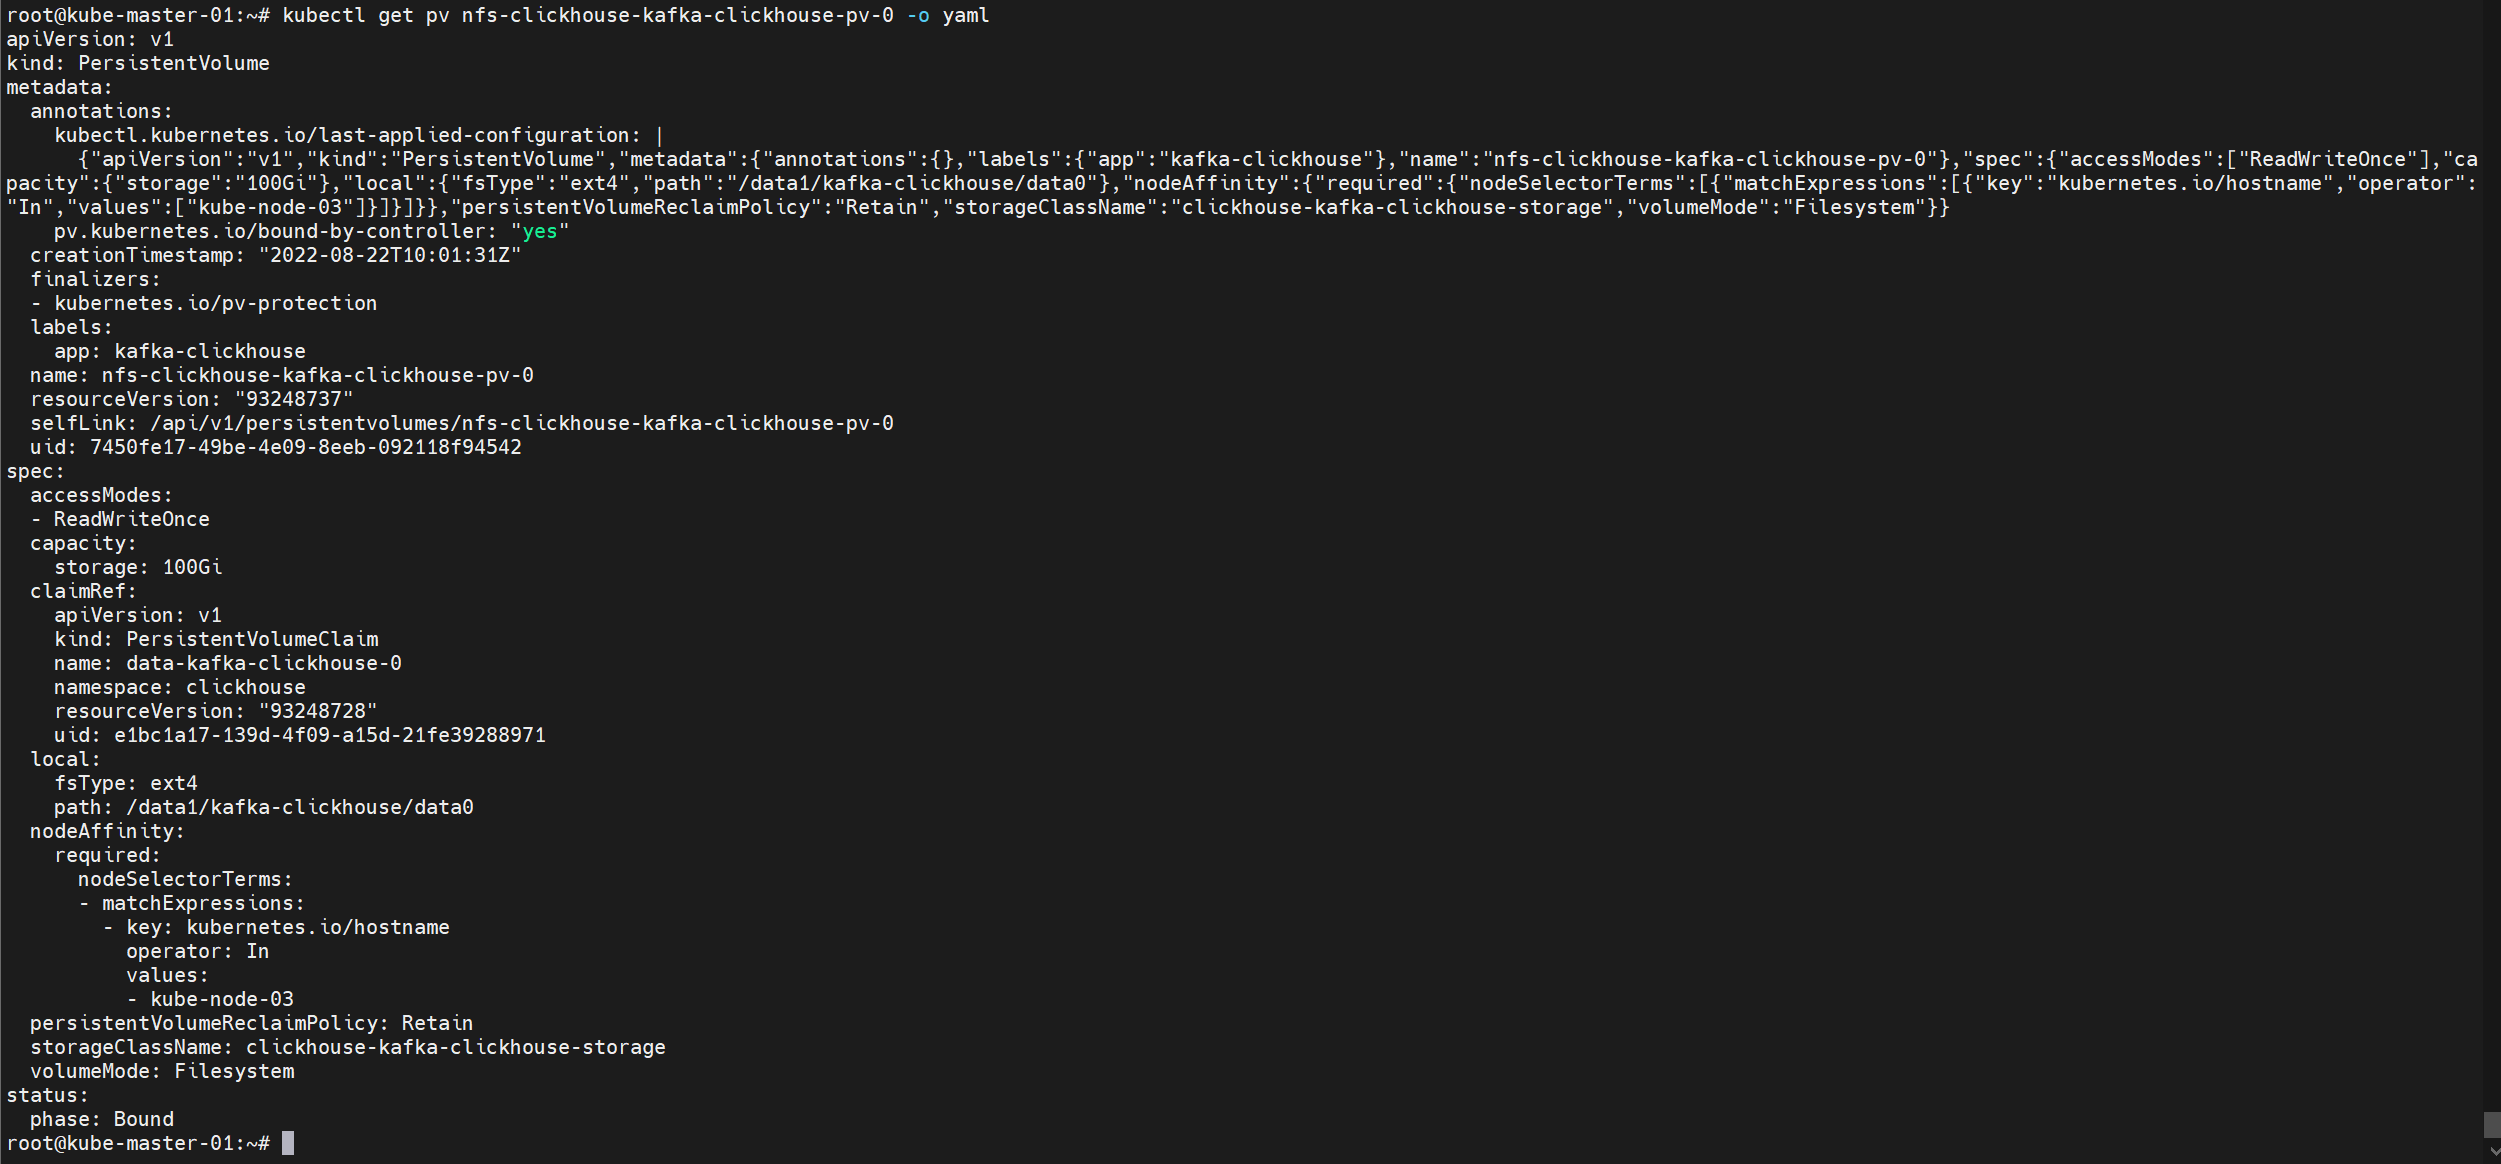 root@kube-master-01:~# kubectl get pv nfs-clickhouse-kafka-clickhouse-pv-0 -o yaml
apiVersion: v1
kind: PersistentVolume
metadata:
  annotations:
    kubectl.kubernetes.io/last-applied-configuration: |
      {"apiVersion":"v1","kind":"PersistentVolume","metadata":{"annotations":{},"labels":{"app":"kafka-clickhouse"},"name":"nfs-clickhouse-kafka-clickhouse-pv-0"},"spec":{"accessModes":["ReadWriteOnce"],"ca
pacity":{"storage":"100Gi"},"local":{"fsType":"ext4","path":"/data1/kafka-clickhouse/data0"},"nodeAffinity":{"required":{"nodeSelectorTerms":[{"matchExpressions":[{"key":"kubernetes.io/hostname","operator":
"In","values":["kube-node-03"]}]}]}},"persistentVolumeReclaimPolicy":"Retain","storageClassName":"clickhouse-kafka-clickhouse-storage","volumeMode":"Filesystem"}}
    pv.kubernetes.io/bound-by-controller: "yes"
  creationTimestamp: "2022-08-22T10:01:31Z"
  finalizers:
  - kubernetes.io/pv-protection
  labels:
    app: kafka-clickhouse
  name: nfs-clickhouse-kafka-clickhouse-pv-0
  resourceVersion: "93248737"
  selfLink: /api/v1/persistentvolumes/nfs-clickhouse-kafka-clickhouse-pv-0
  uid: 7450fe17-49be-4e09-8eeb-092118f94542
spec:
  accessModes:
  - ReadWriteOnce
  capacity:
    storage: 100Gi
  claimRef:
    apiVersion: v1
    kind: PersistentVolumeClaim
    name: data-kafka-clickhouse-0
    namespace: clickhouse
    resourceVersion: "93248728"
    uid: e1bc1a17-139d-4f09-a15d-21fe39288971
  local:
    fsType: ext4
    path: /data1/kafka-clickhouse/data0
  nodeAffinity:
    required:
      nodeSelectorTerms:
      - matchExpressions:
        - key: kubernetes.io/hostname
          operator: In
          values:
          - kube-node-03
  persistentVolumeReclaimPolicy: Retain
  storageClassName: clickhouse-kafka-clickhouse-storage
  volumeMode: Filesystem
status:
  phase: Bound
root@kube-master-01:~#